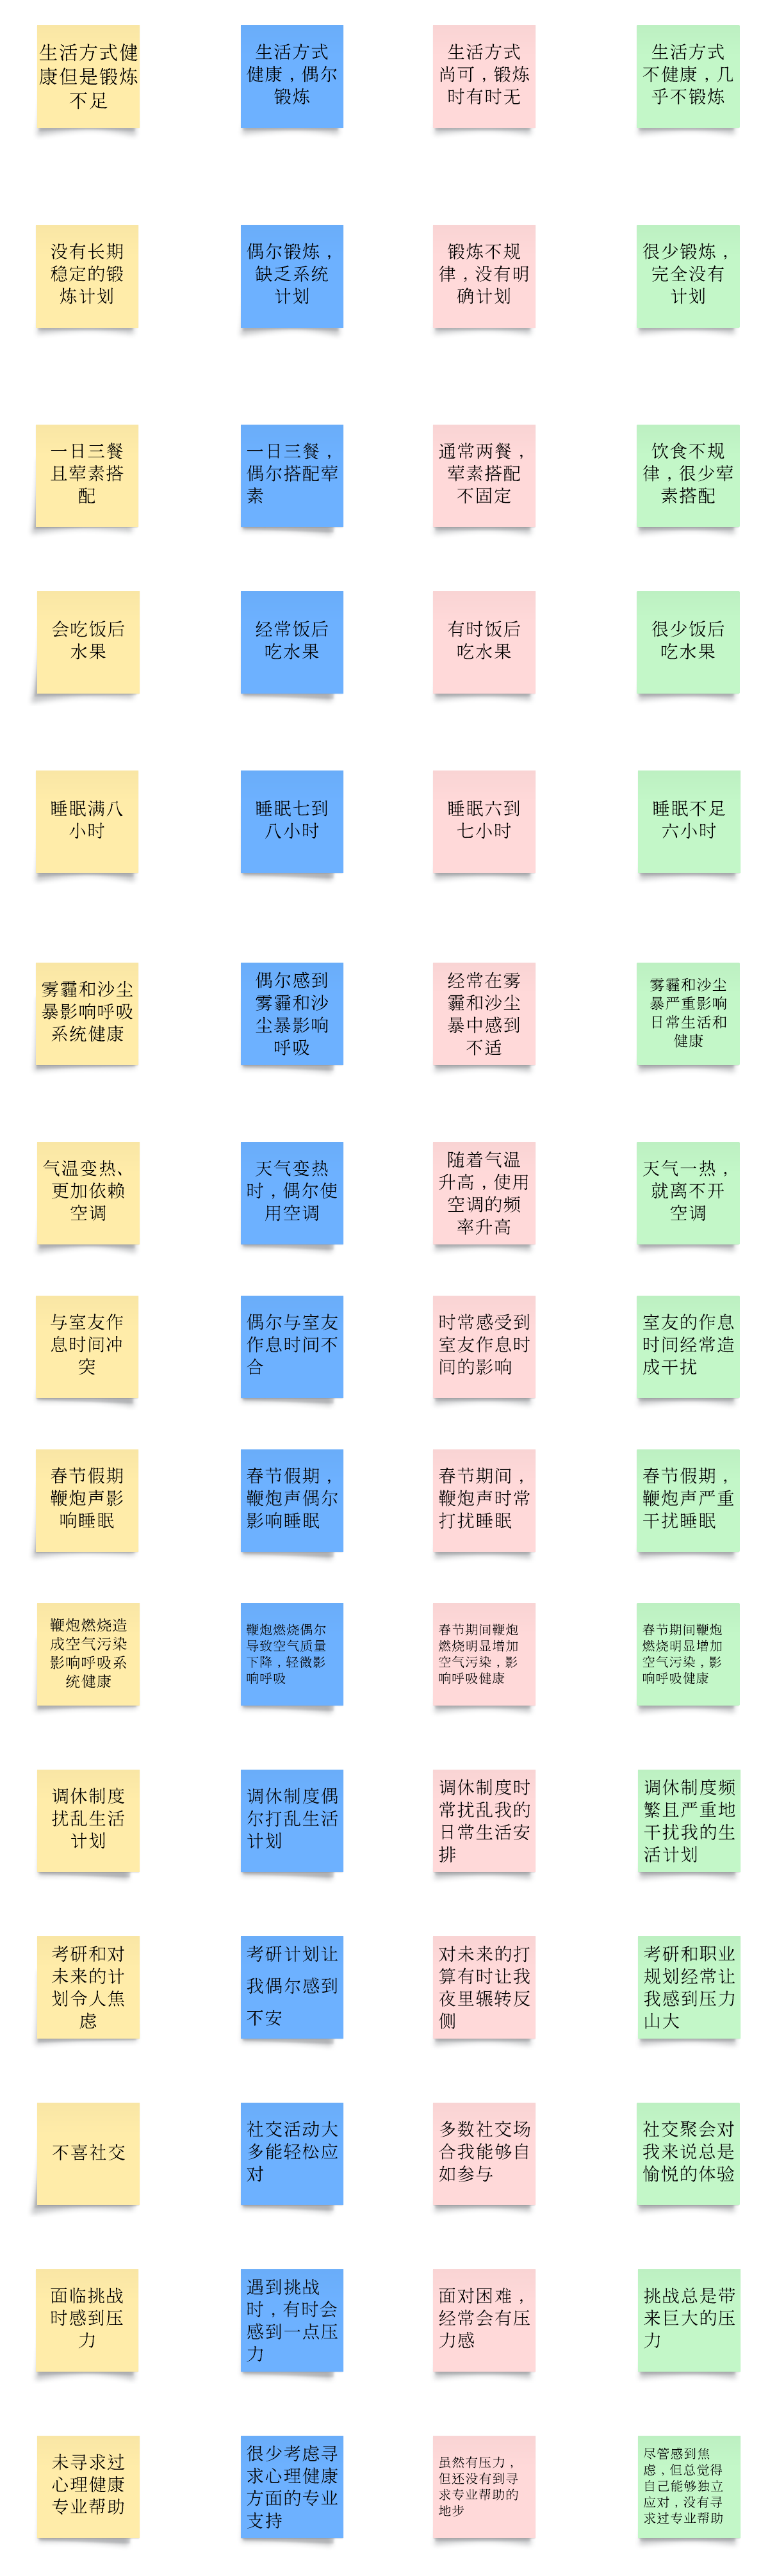 生活方式健
康但是锻炼
不足
生活方式
健康，偶尔
锻炼
生活方式
尚可，锻炼
时有时无
生活方式
不健康，几
乎不锻炼
没有长期
稳定的锻
炼计划
偶尔锻炼，
缺乏系统
计划
锻炼不规
律，没有明
确计划
很少锻炼，
完全没有
计划
一日三餐
且荤素搭
配
一日三餐，
偶尔搭配荤
素
通常两餐，
荤素搭配
不固定
饮食不规
律，很少荤
素搭配
会吃饭后
水果
经常饭后
吃水果
有时饭后
吃水果
很少饭后
吃水果
睡眠满八
小时
睡眠七到
八小时
睡眠六到
七小时
睡眠不足
六小时
雾霾和沙尘
暴影响呼吸
系统健康
偶尔感到
雾霾和沙
尘暴影响
呼吸
经常在雾
霾和沙尘
暴中感到
不适
雾霾和沙尘
暴严重影响
日常生活和
健康
气温变热、
更加依赖
空调
天气变热
时，偶尔使
用空调
随着气温
升高，使用
空调的频
率升高
天气一热，
就离不开
空调
与室友作
息时间冲
突
偶尔与室友
作息时间不
合
时常感受到
室友作息时
间的影响
室友的作息
时间经常造
成干扰
春节假期
鞭炮声影
响睡眠
春节假期，
鞭炮声偶尔
影响睡眠
春节期间，
鞭炮声时常
打扰睡眠
春节假期，
鞭炮声严重
干扰睡眠
鞭炮燃烧造
成空气污染
影响呼吸系
统健康
鞭炮燃烧偶尔
导致空气质量
下降，轻微影
响呼吸
春节期间鞭炮
燃烧明显增加
空气污染，影
响呼吸健康
春节期间鞭炮
燃烧明显增加
空气污染，影
响呼吸健康
调休制度
扰乱生活
计划
调休制度偶
尔打乱生活
计划
调休制度时
常扰乱我的
日常生活安
排
调休制度频
繁且严重地
干扰我的生
活计划
考研和对
未来的计
划令人焦
虑
考研计划让
我偶尔感到
不安
对未来的打
算有时让我
夜里辗转反
侧
考研和职业
规划经常让
我感到压力
山大
不喜社交
社交活动大
多能轻松应
对
多数社交场
合我能够自
如参与
社交聚会对
我来说总是
愉悦的体验
面临挑战
时感到压
力
遇到挑战
时，有时会
感到一点压
力
面对困难，
经常会有压
力感
挑战总是带
来巨大的压
力
未寻求过
心理健康
专业帮助
很少考虑寻
求心理健康
方面的专业
支持
虽然有压力，
但还没有到寻
求专业帮助的
地步
尽管感到焦
虑，但总觉得
自己能够独立
应对，没有寻
求过专业帮助